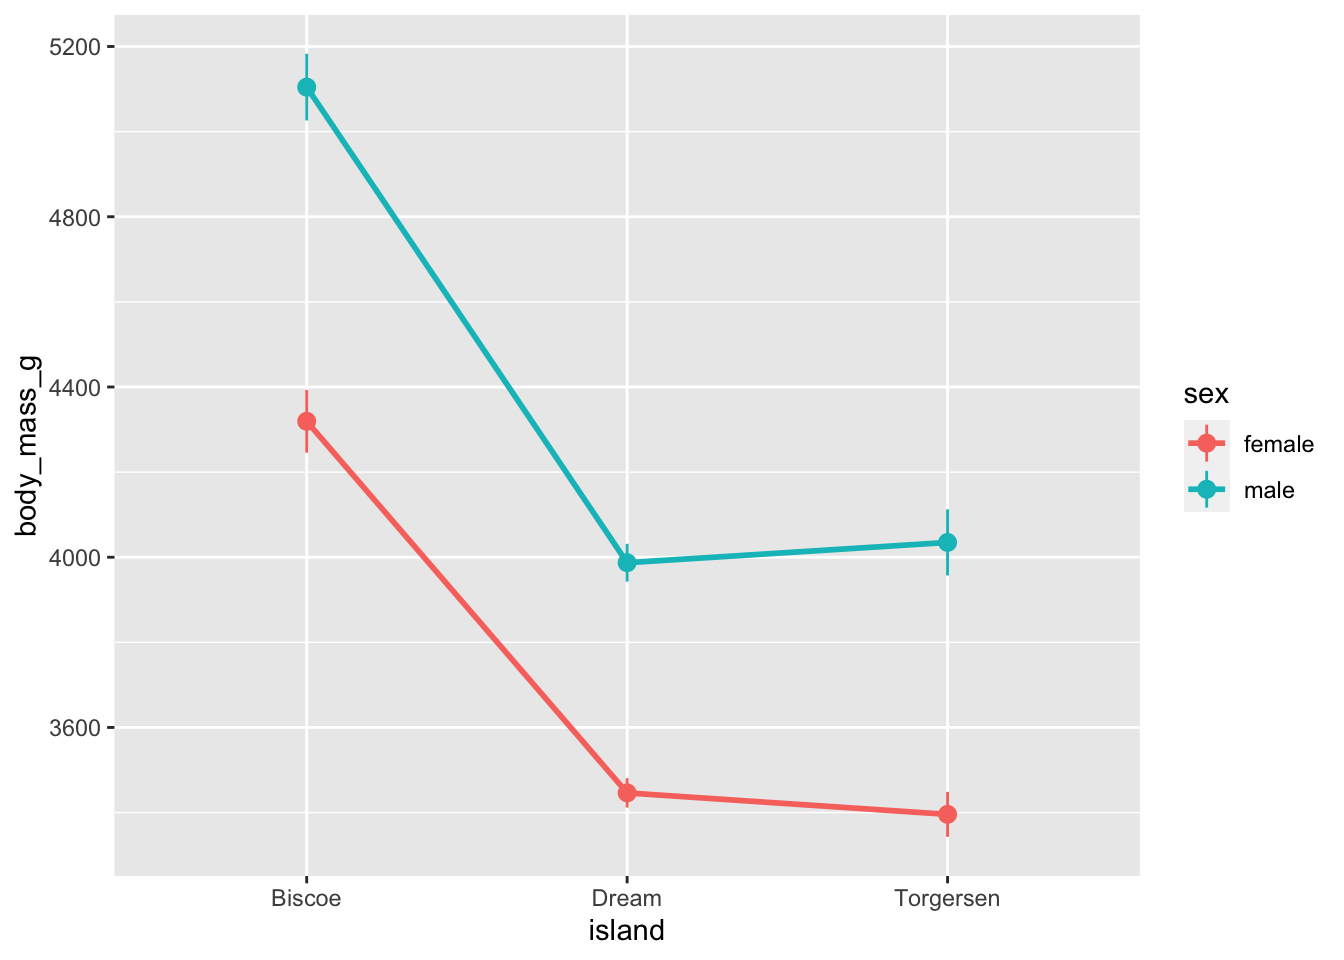 5200
4800
4400
4000
3600
body_mass_g
Biscoe
Dream
Torgersen
island
sex
female
male